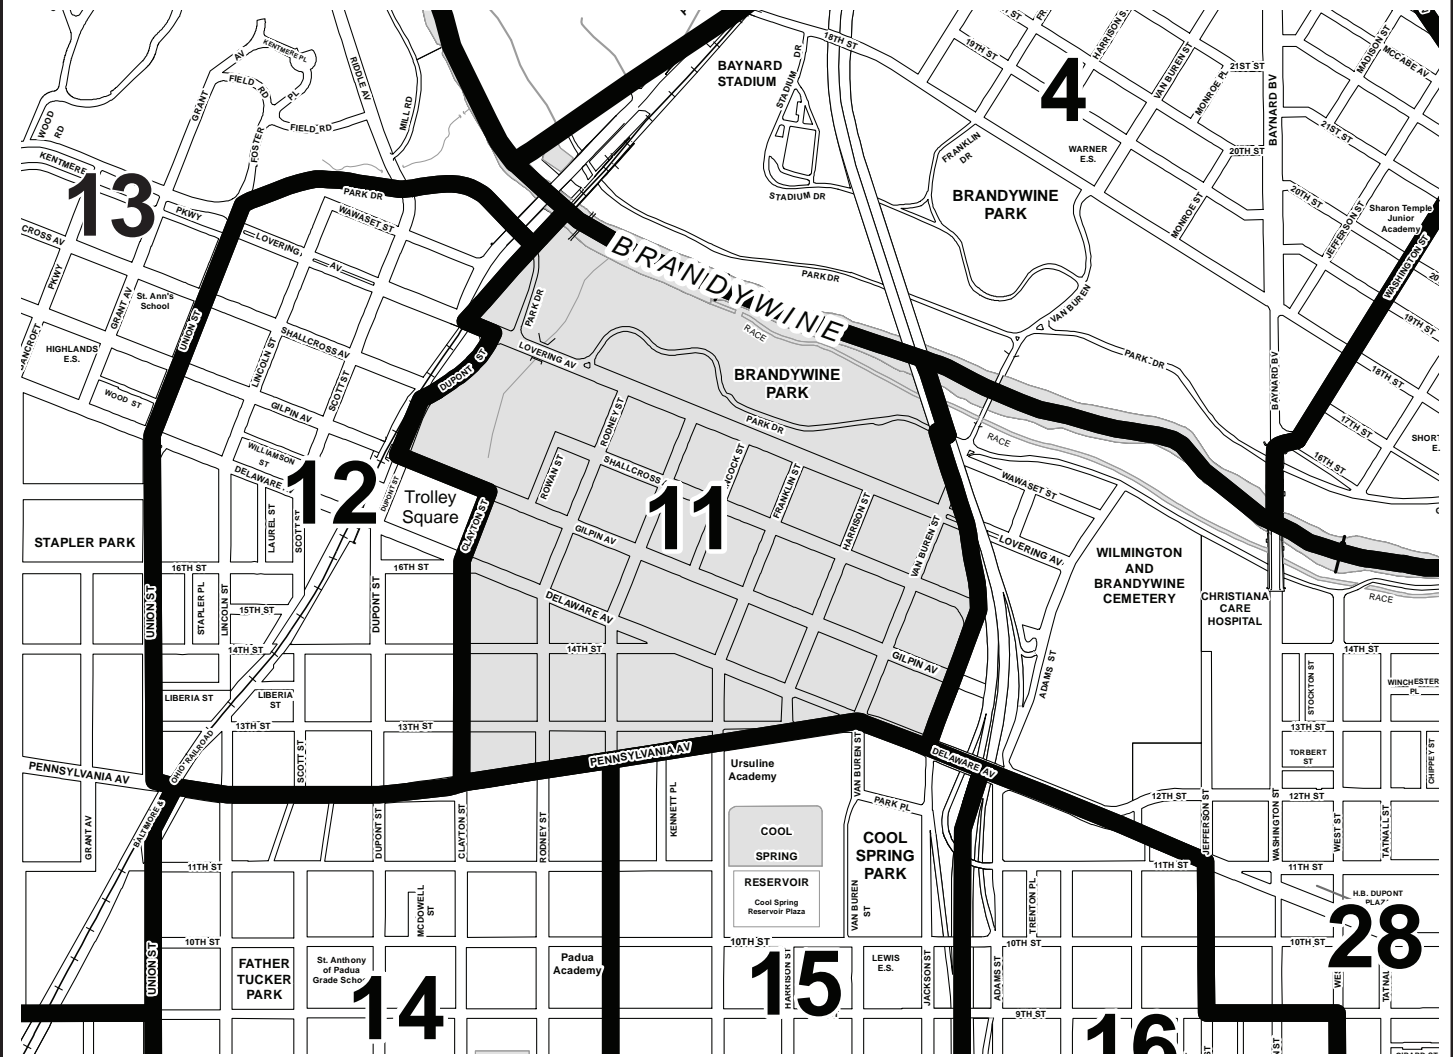 18TH ST
19TH ST
HARRISON ST
4
21ST ST
VAN BUREN ST
MONROE PL
MADISON ST
MCCABE AV
BAYNARD BV
BAYNARD
STADIUM
STADIUM DR
KENTMERE PL
GRANT AV
FIELD RD
PL
FIELD RD
FOSTER
RIDDLE AV
MILL RD
WOOD
RD
KENTMERE
PKWY
13
21ST ST
20TH ST
WARNER
E.S.
FRANKLIN
DR
STADIUM DR
BRANDYWINE
PARK
MONROE ST
20TH ST
JEFFERSON ST
Sharon Temple
Junior
Academy
WASHINGTON ST
PARK DR
WAWASET ST
LOVERING
AV
CROSS AV
PKWY
GRANT AV
St. Ann's
School
UNION ST
BRANDYWINE
PARK DR
VAN BUREN
20
19TH ST
18TH ST
17TH ST
16TH ST
HIGHLANDS
E.S.
WOOD ST
SHALLCROSS AV
LINCOLN ST
SCOTT ST
GILPIN AV
WILLIAMSON
ST
DELAWARE
DUPONT ST
PARK DR
LOVERING AV
RACE
BRANDYWINE
PARK
PARK DR
PARK DR
BAYNARD BV
RACE
WAWASET ST
LOVERING AV
RODNEY ST
ROWAN ST
SHALLCROSS
FRANKLIN ST
HARRISON ST
VAN BUREN ST
11
12
Trolley
Square
DUPONT ST
CLAYTON ST
GILPIN AV
DELAWARE AV
STAPLER PARK
LAUREL ST
16TH ST
16TH ST
UNION ST
STAPLER PL
LINCOLN ST
15TH ST
DUPONT ST
14TH ST
14TH ST
GILPIN AV
ADAMS ST
WILMINGTON
AND
BRANDYWINE
CEMETERY
CHRISTIANA
CARE
HOSPITAL
RACE
14TH ST
STOCKTON ST
WINCHESTER
PL
13TH ST
TORBERT
ST
CHIPPEY ST
LIBERIA ST
LIBERIA
ST
13TH ST
13TH ST
SCOTT ST
PENNSYLVANIA AV
BALTIMORE &
OHIO RAILROAD
PENNSYLVANIA AV
DELAWARE AV
Ursuline
Academy
VAN BUREN ST
PARK PL
12TH ST
12TH ST
GRANT AV
DUPONT ST
CLAYTON ST
RODNEY ST
KENNETT PL
COOL
SPRING
RESERVOIR
Cool Spring
Reservoir Plaza
COOL
SPRING
PARK
JEFFERSON ST
WASHINGTON ST
WEST ST
TATNALL ST
11TH ST
11TH ST
11TH ST
MCDOWELL
ST
VAN BUREN
ST
TRENTON PL
H.B. DUPONT
28
10TH ST
10TH ST
10TH ST
10TH ST
UNION ST
FATHER
TUCKER
PARK
St. Anthony
of Padua
Grade School
14
Padua
Academy
HARRISON ST
15
LEWIS
E.S.
JACKSON ST
ADAMS ST
9TH ST
16